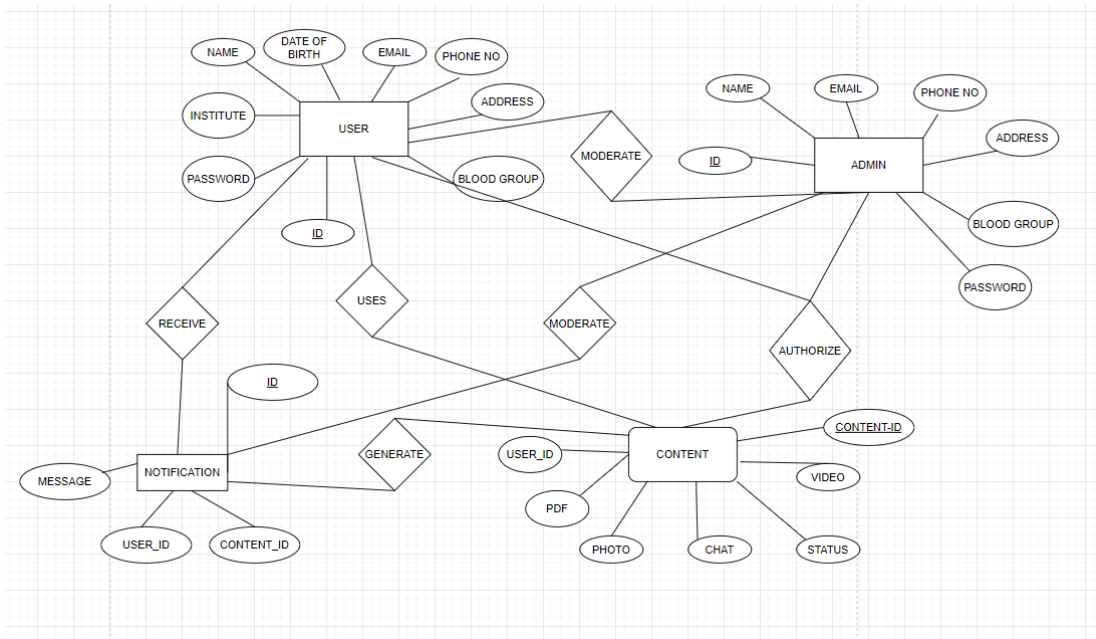 NAME
DATE OF
BIRTH
EMAIL
PHONE NO
INSTITUTE
USER
ADDRESS
PASSWORD
BLOOD GROUP
ID
MODERATE
NAME
EMAIL
PHONE NO
ID
ADMIN
ADDRESS
BLOOD GROUP
PASSWORD
RECEIVE
USES
MODERATE
AUTHORIZE
ID
NOTIFICATION
MESSAGE
USER_ID
CONTENT_ID
GENERATE
USER_ID
CONTENT
CONTENT-ID
VIDEO
PDF
PHOTO
CHAT
STATUS